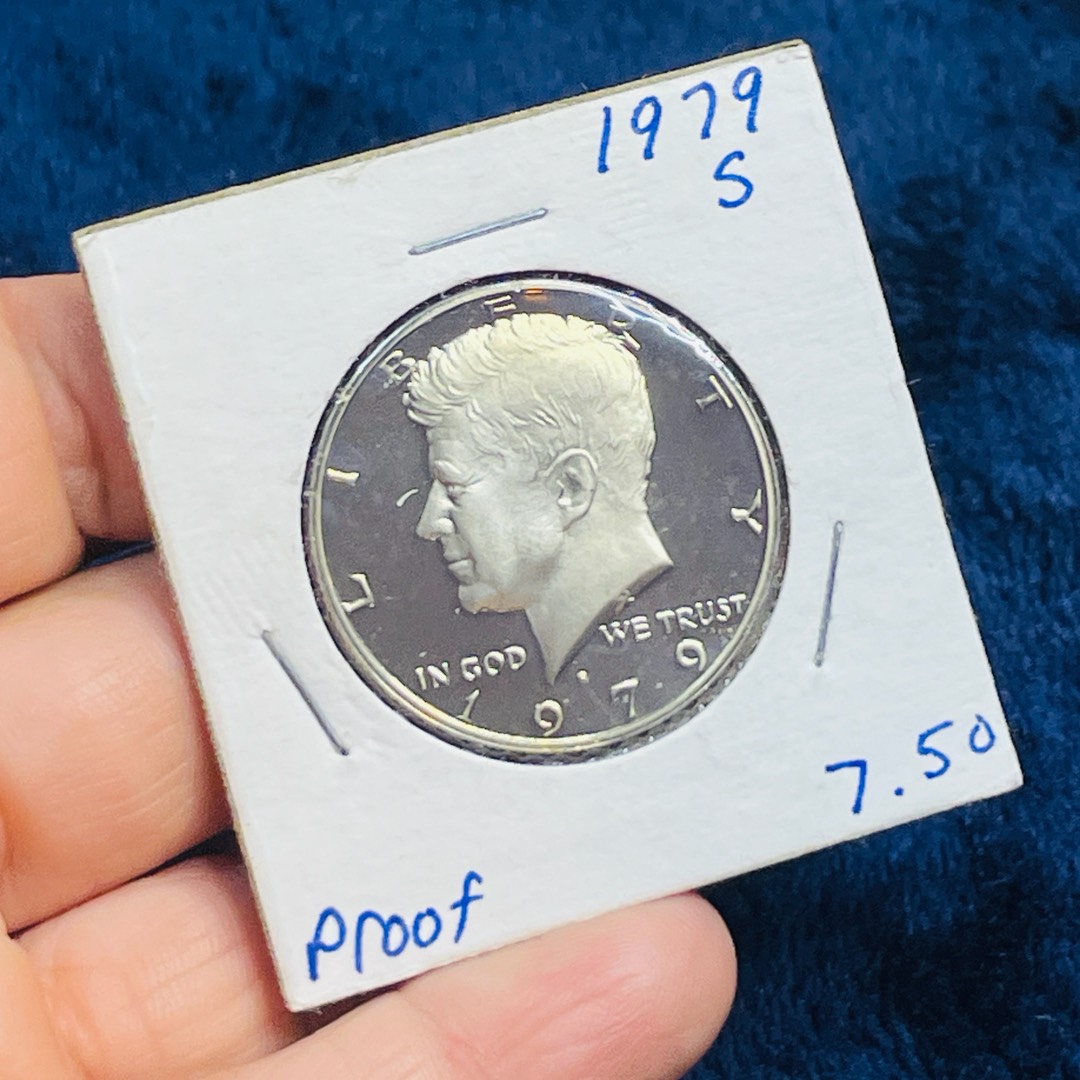 1979
S
LIBERTY
IN GOD WE TRUST
1979
7.50
Proof